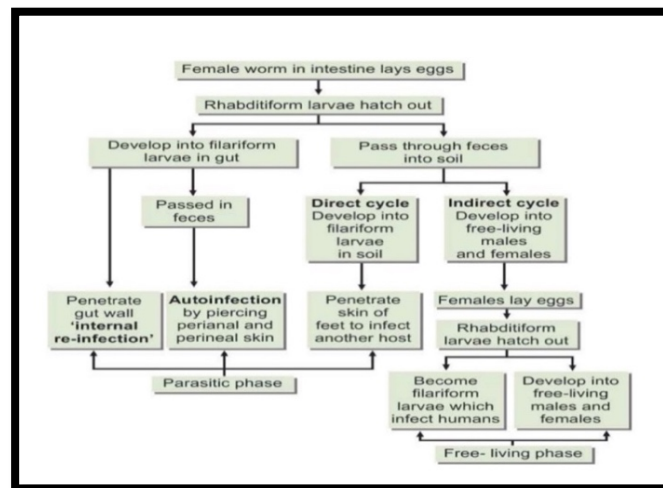 Female worm in intestine lays eggs
Rhabditiform larvae hatch out
Develop into filariform
larvae in gut
Pass through feces
into soil
Passed in
feces
Direct cycle
Develop into
filariform
larvae
in soil
Indirect cycle
Develop into
free-living
males
and females
Penetrate
gut wall
'internal
re-infection'
Autoinfection
by piercing
perianal and
perineal skin
Penetrate
skin of
feet to infect
another host
Females lay eggs
Rhabditiform
larvae hatch out
Parasitic phase
Become
filariform
larvae which
infect humans
Develop into
free-living
males and
females
Free- living phase